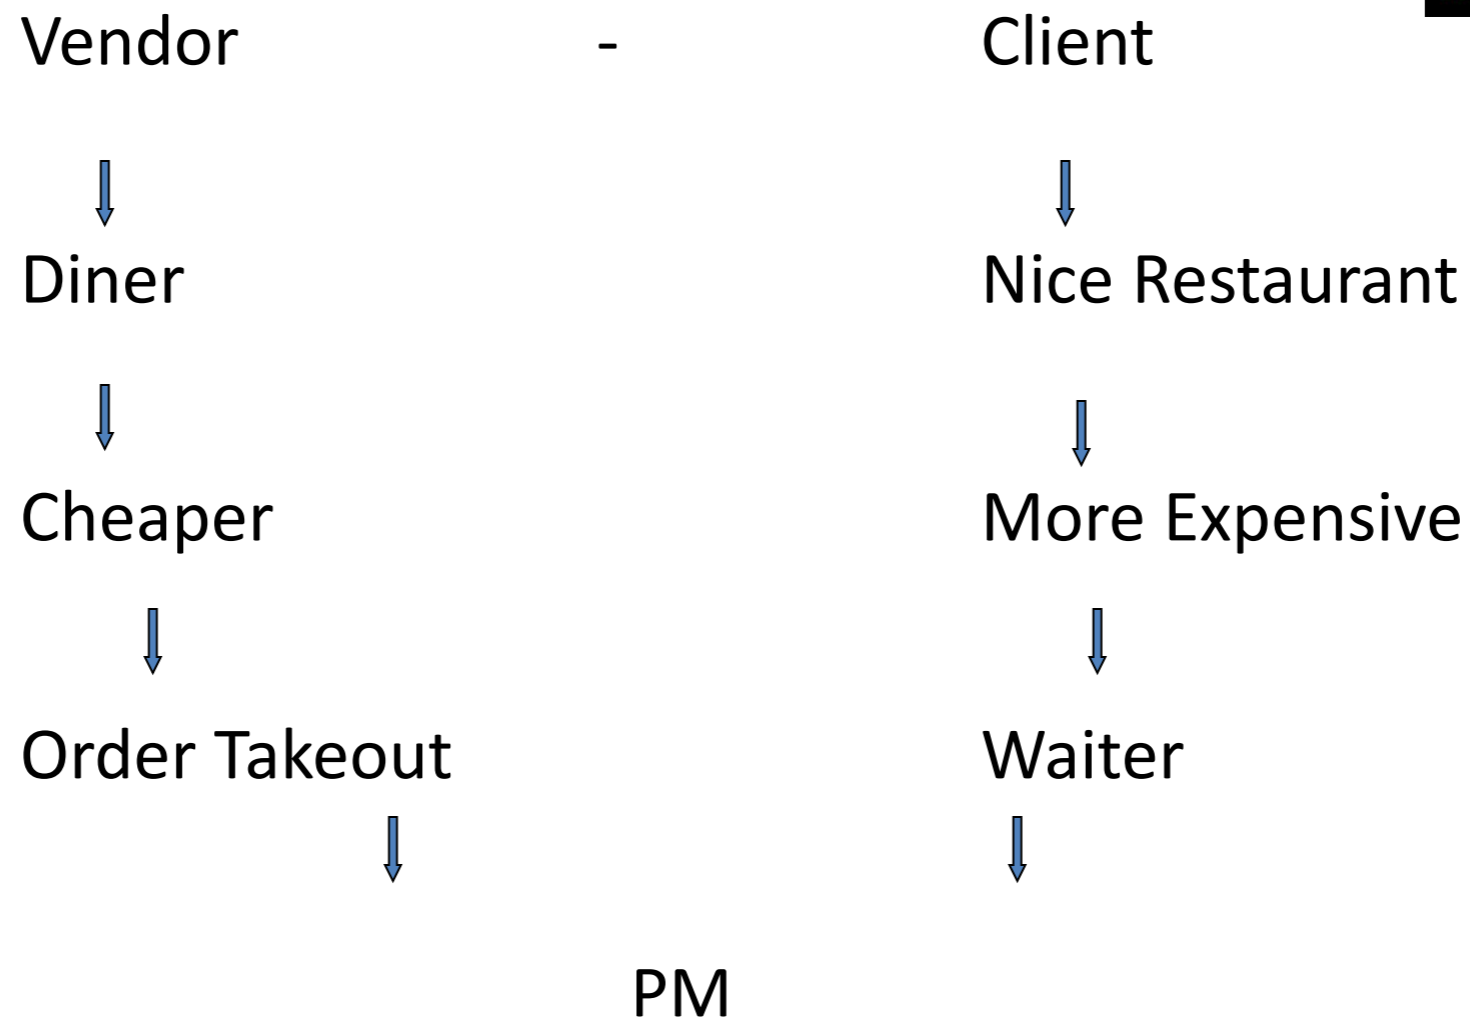 Vendor - Client
Diner Nice Restaurant
Cheaper More Expensive
Order Takeout Waiter
PM